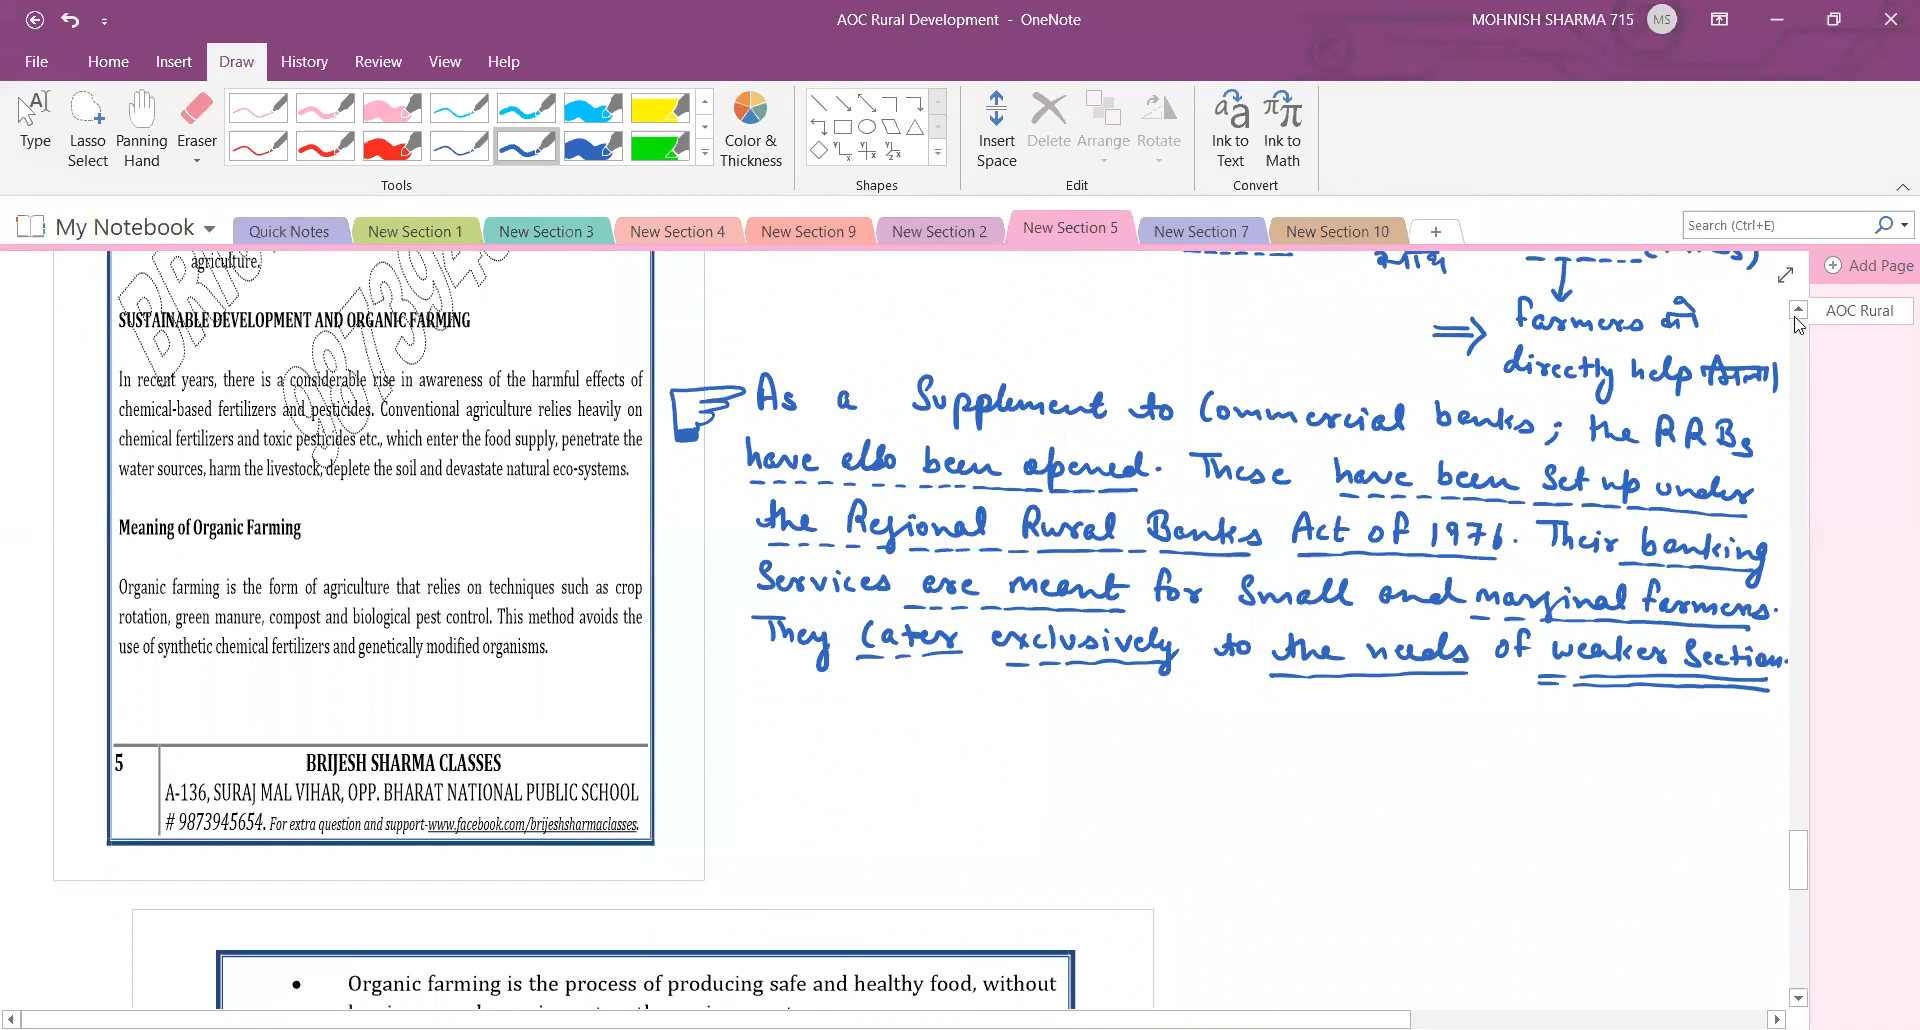 AOC Rural Development - OneNote
MOHNISH SHARMA 715
MS
File Home Insert Draw History Review View Help
Type
Lasso Select
Panning Hand
Eraser
Color & Thickness
Insert Space
Delete
Arrange
Rotate
Ink to Text
Ink to Math
Tools
Shapes
Edit
Convert
My Notebook
Quick Notes
New Section 1
New Section 3
New Section 4
New Section 9
New Section 2
New Section 5
New Section 7
New Section 10
Search (Ctrl+E)
Add Page
AOC Rural
agriculture.
SUSTAINABLE DEVELOPMENT AND ORGANIC FARMING
In recent years, there is a considerable rise in awareness of the harmful effects of
chemical-based fertilizers and pesticides. Conventional agriculture relies heavily on
chemical fertilizers and toxic pesticides etc., which enter the food supply, penetrate the
water sources, harm the livestock, deplete the soil and devastate natural eco-systems.
Meaning of Organic Farming
Organic farming is the form of agriculture that relies on techniques such as crop
rotation, green manure, compost and biological pest control. This method avoids the
use of synthetic chemical fertilizers and genetically modified organisms.
5
BRIJESH SHARMA CLASSES
A-136, SURAJ MAL VIHAR, OPP. BHARAT NATIONAL PUBLIC SCHOOL
# 9873945654. For extra question and support-www.facebook.com/brijeshsharmaclasses.
⇒ farmers को
directly help
As a Supplement to Commercial banks; the RRBs
have also been opened. These have been set up under
the Regional Rural Banks Act of 1976. Their banking
Services are meant for small and marginal farmers.
They Cater exclusively to the needs of weaker Section.
• Organic farming is the process of producing safe and healthy food, without